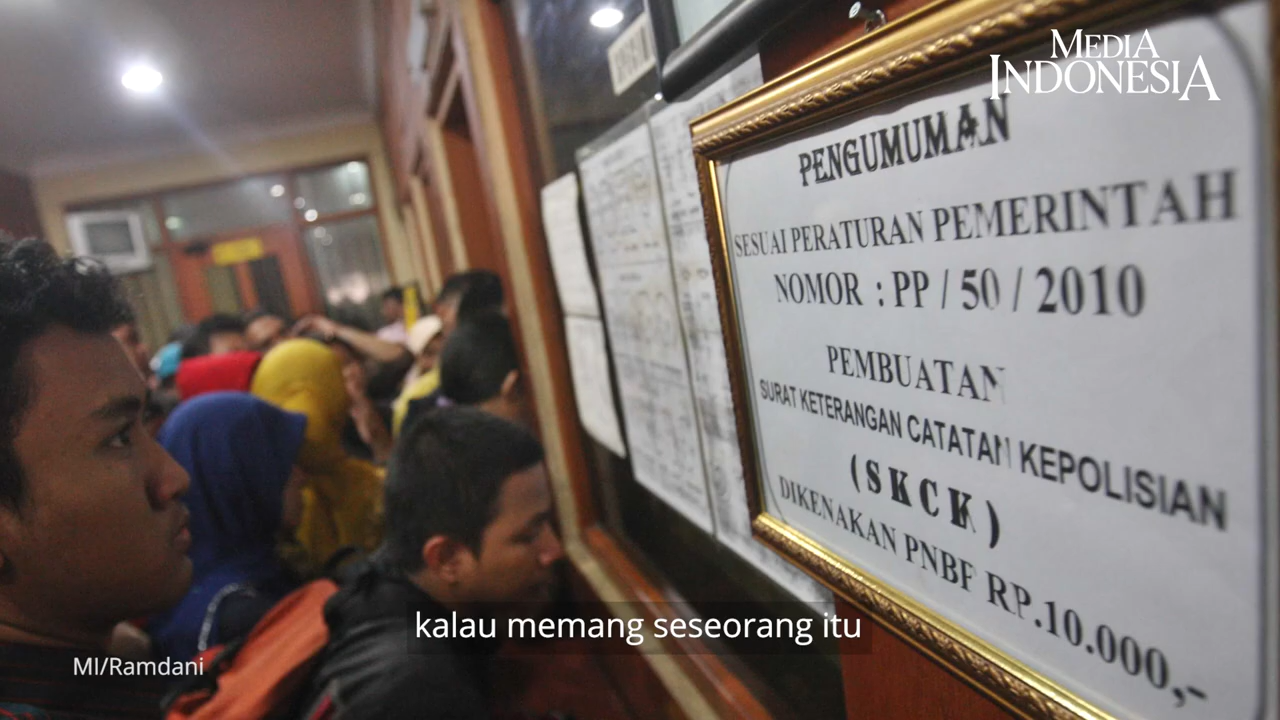 MEDIA
INDONESIA
PENGUMUMAN
SESUAI PERATURAN PEMERINTAH
NOMOR : PP / 50 / 2010
PEMBUATAN
SURAT KETERANGAN CATATAN KEPOLISIAN
(SKCK)
DIKENAKAN PNBP RP.10.000,-
kalau memang seseorang itu
MI/Ramdani